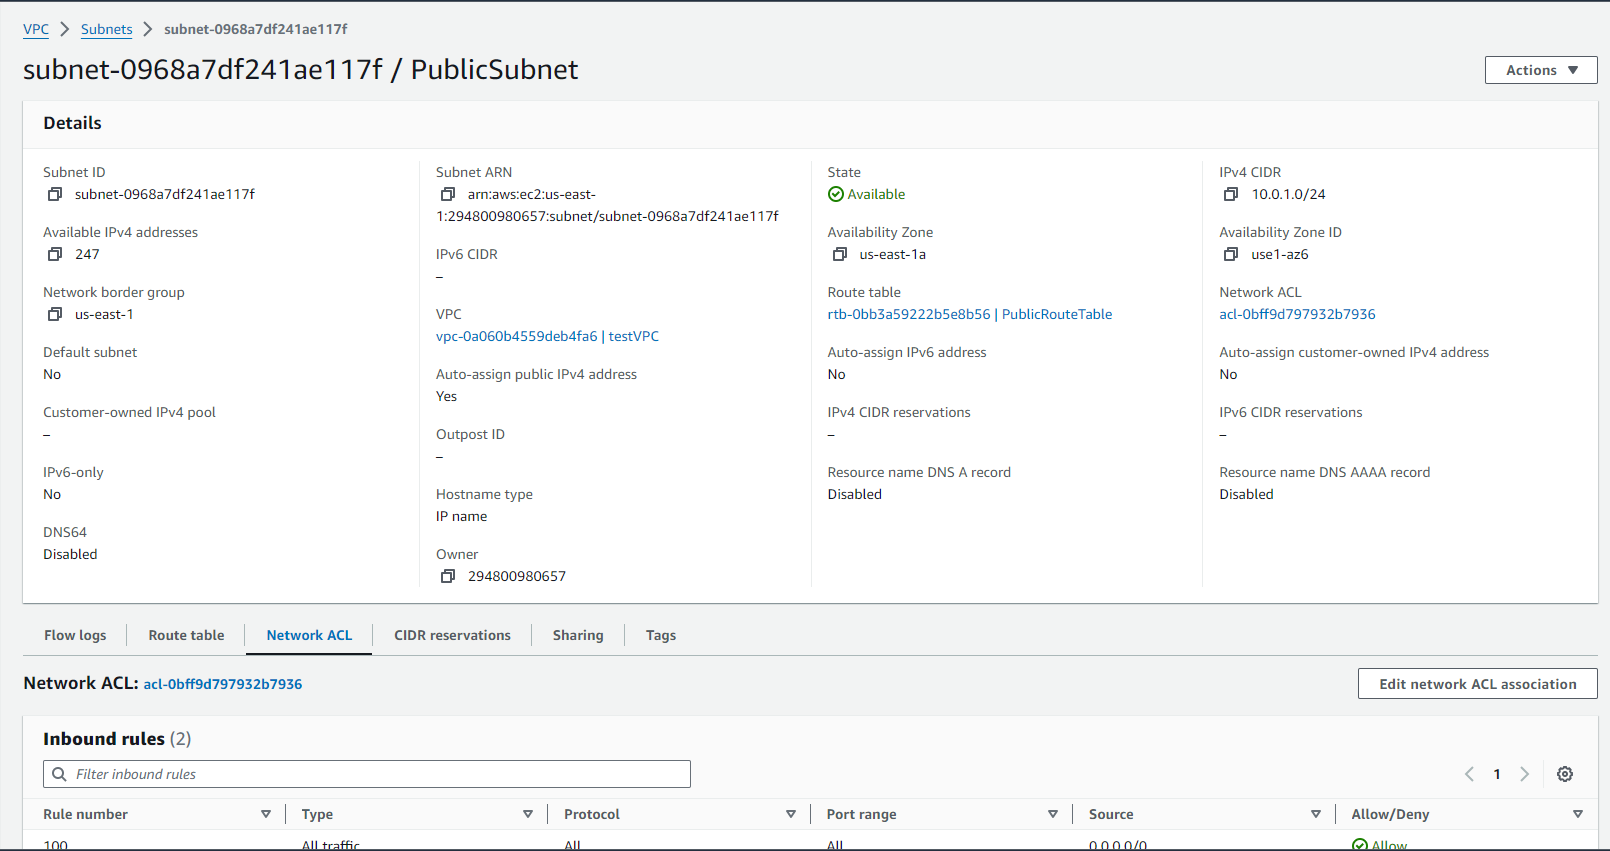 VPC > Subnets > subnet-0968a7df241ae117f
subnet-0968a7df241ae117f / PublicSubnet
Actions
Details
Subnet ID
subnet-0968a7df241ae117f
Available IPv4 addresses
247
Network border group
us-east-1
Default subnet
No
Customer-owned IPv4 pool
–
IPv6-only
No
DNS64
Disabled
Subnet ARN
arn:aws:ec2:us-east-
1:294800980657:subnet/subnet-0968a7df241ae117f
IPv6 CIDR
–
VPC
vpc-0a060b4559deb4fa6 | testVPC
Auto-assign public IPv4 address
Yes
Outpost ID
–
Hostname type
IP name
Owner
294800980657
State
Available
Availability Zone
us-east-1a
Route table
rtb-0bb3a59222b5e8b56 | PublicRouteTable
Auto-assign IPv6 address
No
IPv4 CIDR reservations
–
Resource name DNS A record
Disabled
IPv4 CIDR
10.0.1.0/24
Availability Zone ID
use1-az6
Network ACL
acl-0bff9d797932b7936
Auto-assign customer-owned IPv4 address
No
IPv6 CIDR reservations
–
Resource name DNS AAAA record
Disabled
Flow logs Route table Network ACL CIDR reservations Sharing Tags
Network ACL: acl-0bff9d797932b7936
Edit network ACL association
Inbound rules (2)
Filter inbound rules
1
Rule number Type Protocol Port range Source Allow/Deny
100 All traffic All All 0.0.0.0/0 Allow